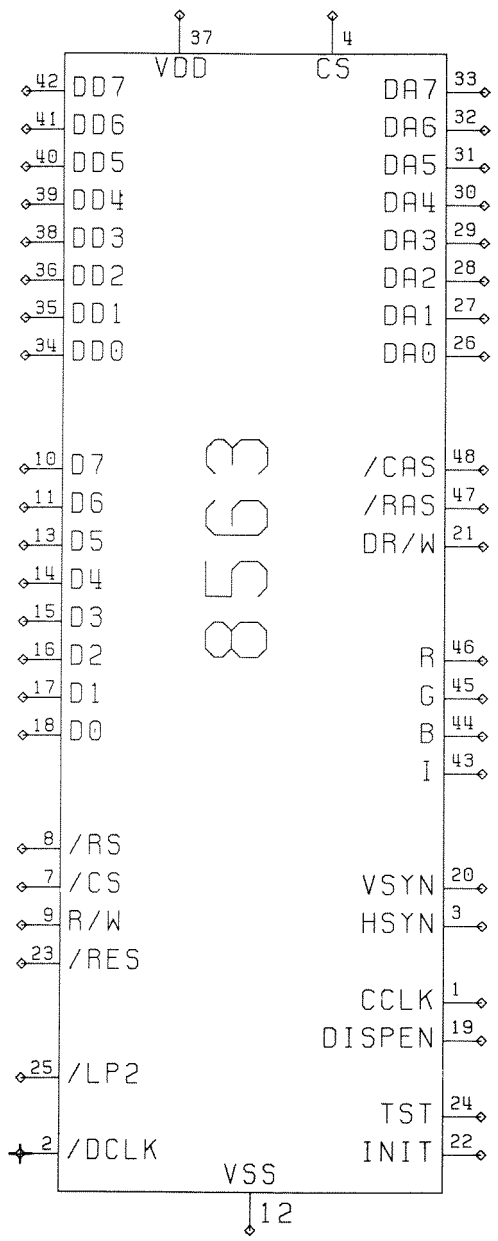 37 4
VDD CS
42 DD7 DA7 33
41 DD6 DA6 32
40 DD5 DA5 31
39 DD4 DA4 30
38 DD3 DA3 29
36 DD2 DA2 28
35 DD1 DA1 27
34 DD0 DA0 26
10 D7 /CAS 48
11 D6 /RAS 47
13 D5 DR/W 21
14 D4
15 D3
8563
16 D2 R 46
17 D1 G 45
18 D0 B 44
I 43
8 /RS
7 /CS VSYN 20
9 R/W HSYN 3
23 /RES
CCLK 1
DISPEN 19
25 /LP2
TST 24
2 /DCLK INIT 22
VSS
12